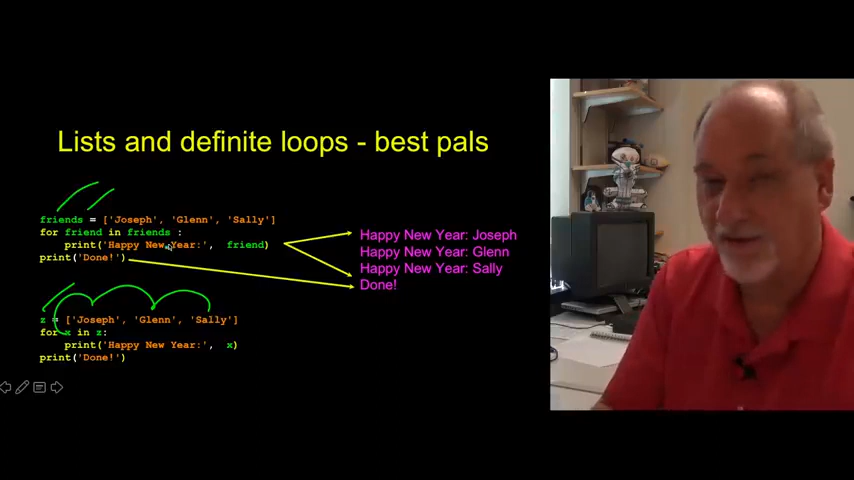 Lists and definite loops - best pals
friends = ['Joseph', 'Glenn', 'Sally']
for friend in friends :
print('Happy New Year:', friend)
print('Done!')
Happy New Year: Joseph
Happy New Year: Glenn
Happy New Year: Sally
Done!
z = ['Joseph', 'Glenn', 'Sally']
for x in z:
print('Happy New Year:', x)
print('Done!')